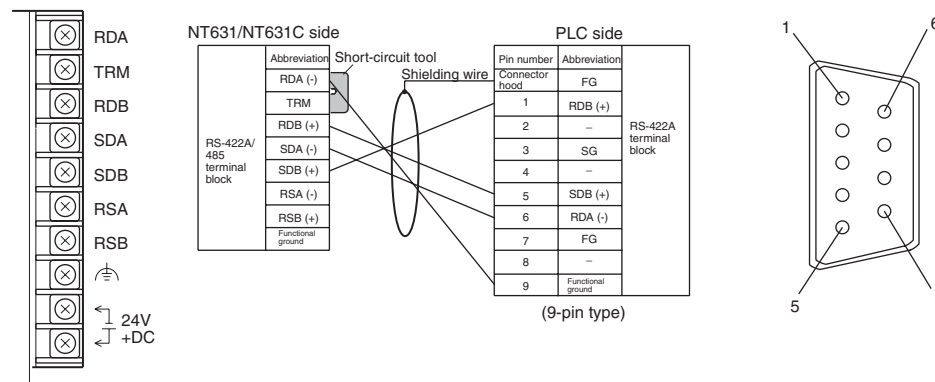 RDA
TRM
RDB
SDA
SDB
RSA
RSB
24V
+DC
NT631/NT631C side
Abbreviation
RDA (-)
TRM
RDB (+)
SDA (-)
SDB (+)
RSA (-)
RSB (+)
Functional
ground
RS-422A/
485
terminal
block
Short-circuit tool
Shielding wire
PLC side
Pin number Abbreviation
Connector
hood
FG
1 RDB (+)
2 –
3 SG
4 –
5 SDB (+)
6 RDA (-)
7 FG
8 –
9 Functional
ground
RS-422A
terminal
block
(9-pin type)
1
6
5